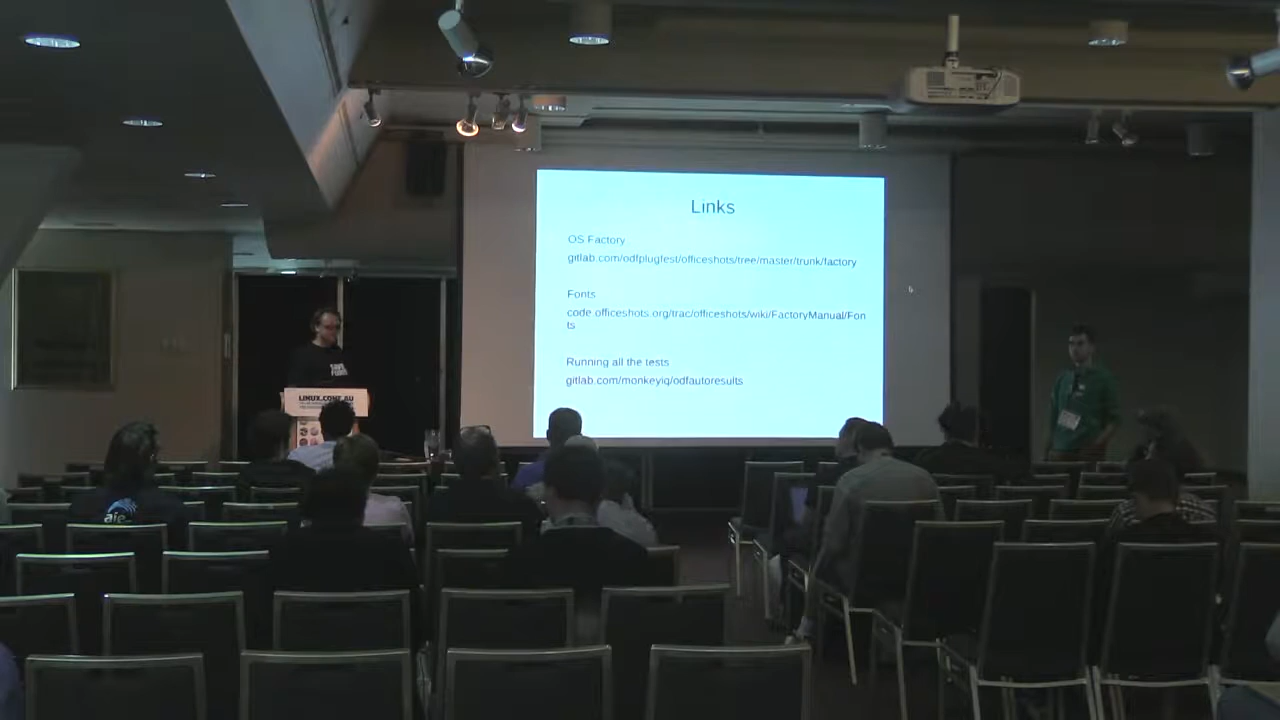 Links
OS Factory
gitlab.com/odfplugfest/officeshots/tree/master/trunk/factory
Fonts
code.officeshots.org/trac/officeshots/wiki/FactoryManual/Fon
ts
Running all the tests
gitlab.com/monkeyiq/odfautoresults
LINUX.CONF.AU
aie